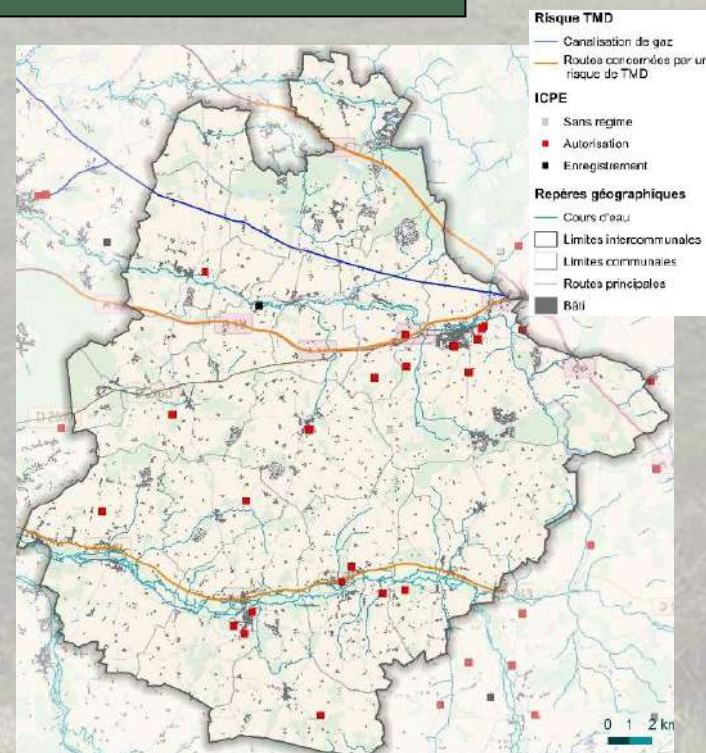 Risque TMD
Canalisation de gaz
Routes concernées par un
risque de TMD
ICPE
Sans regime
Autorisation
Enregistrement
Repères géographiques
Cours d'eau
Limites intercommunales
Limites communales
Routes principales
Bâti
0 1 2 km